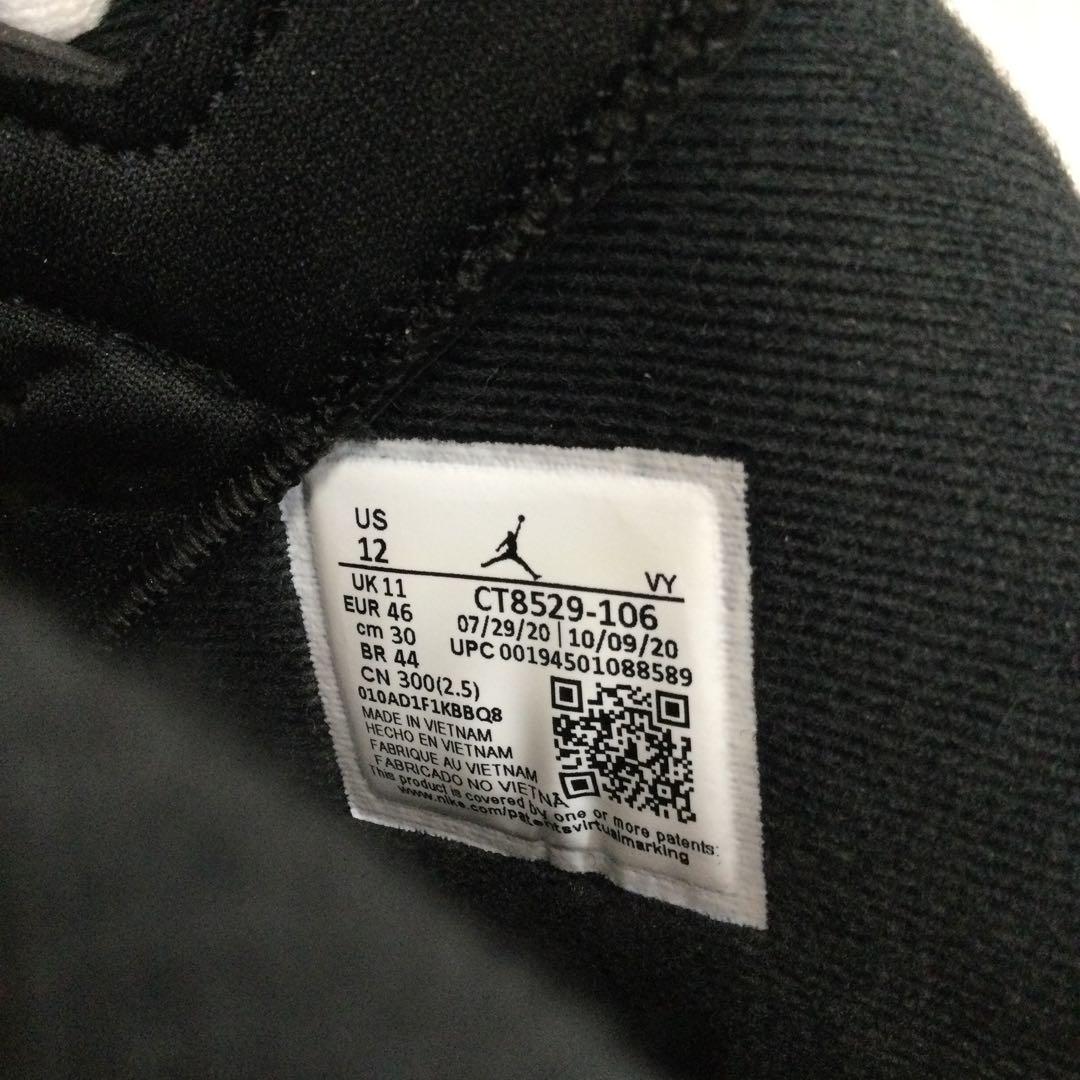 US
12
VY
UK 11
EUR 46
cm 30
BR 44
CN 300(2.5)
CT8529-106
07/29/20 | 10/09/20
UPC 00194501088589
010AD1F1KBBQ8
MADE IN VIETNAM
HECHO EN VIETNAM
FABRIQUE AU VIETNAM
FABRICADO NO VIETNA
This product is covered by one or more patents:
www.nike.com/patentsvirtualmarking